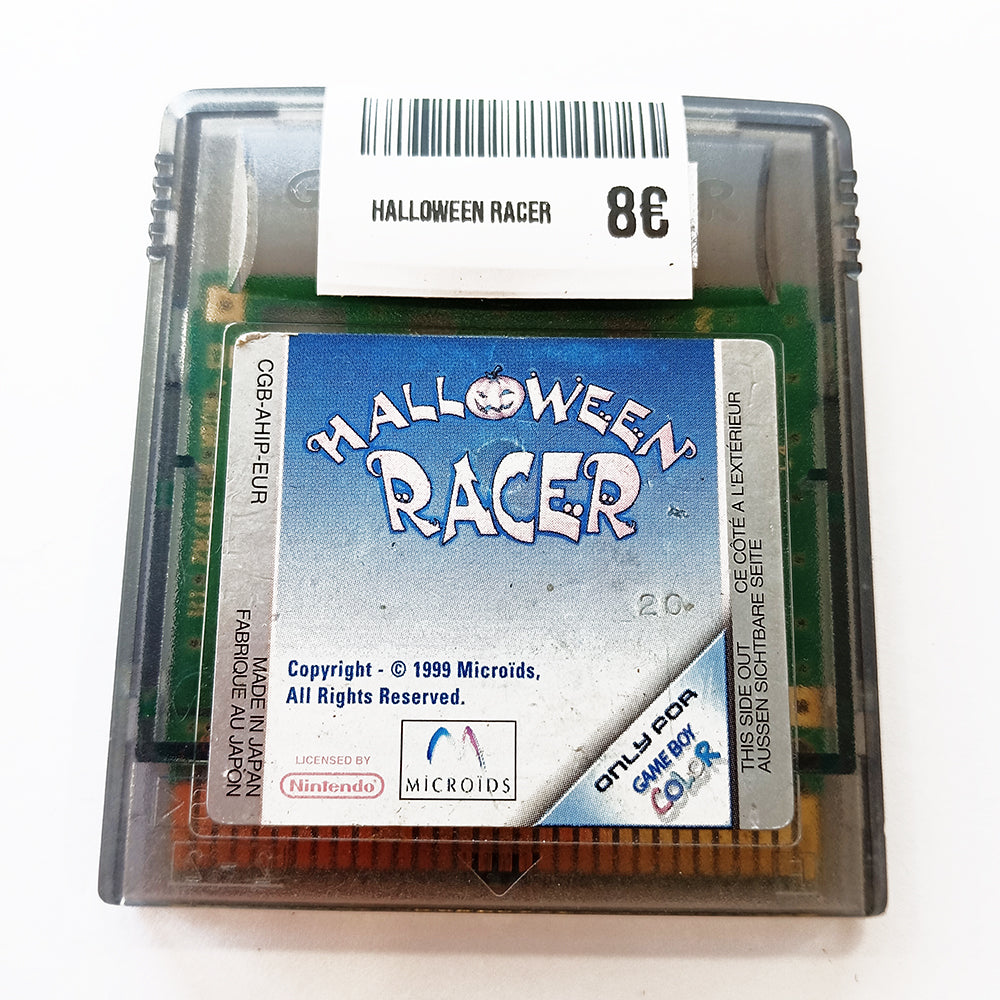 HALLOWEEN RACER 8€
CGB-AHIP-EUR
HALLOWEEN
RACER
20
Copyright - © 1999 Microïds,
All Rights Reserved.
LICENSED BY
Nintendo
MICROÏDS
ONLY FOR
GAME BOY
COLOR
MADE IN JAPAN
FABRIQUE AU JAPON
THIS SIDE OUT CE CÔTÉ A L'EXTÉRIEUR
AUSSEN SICHTBARE SEITE